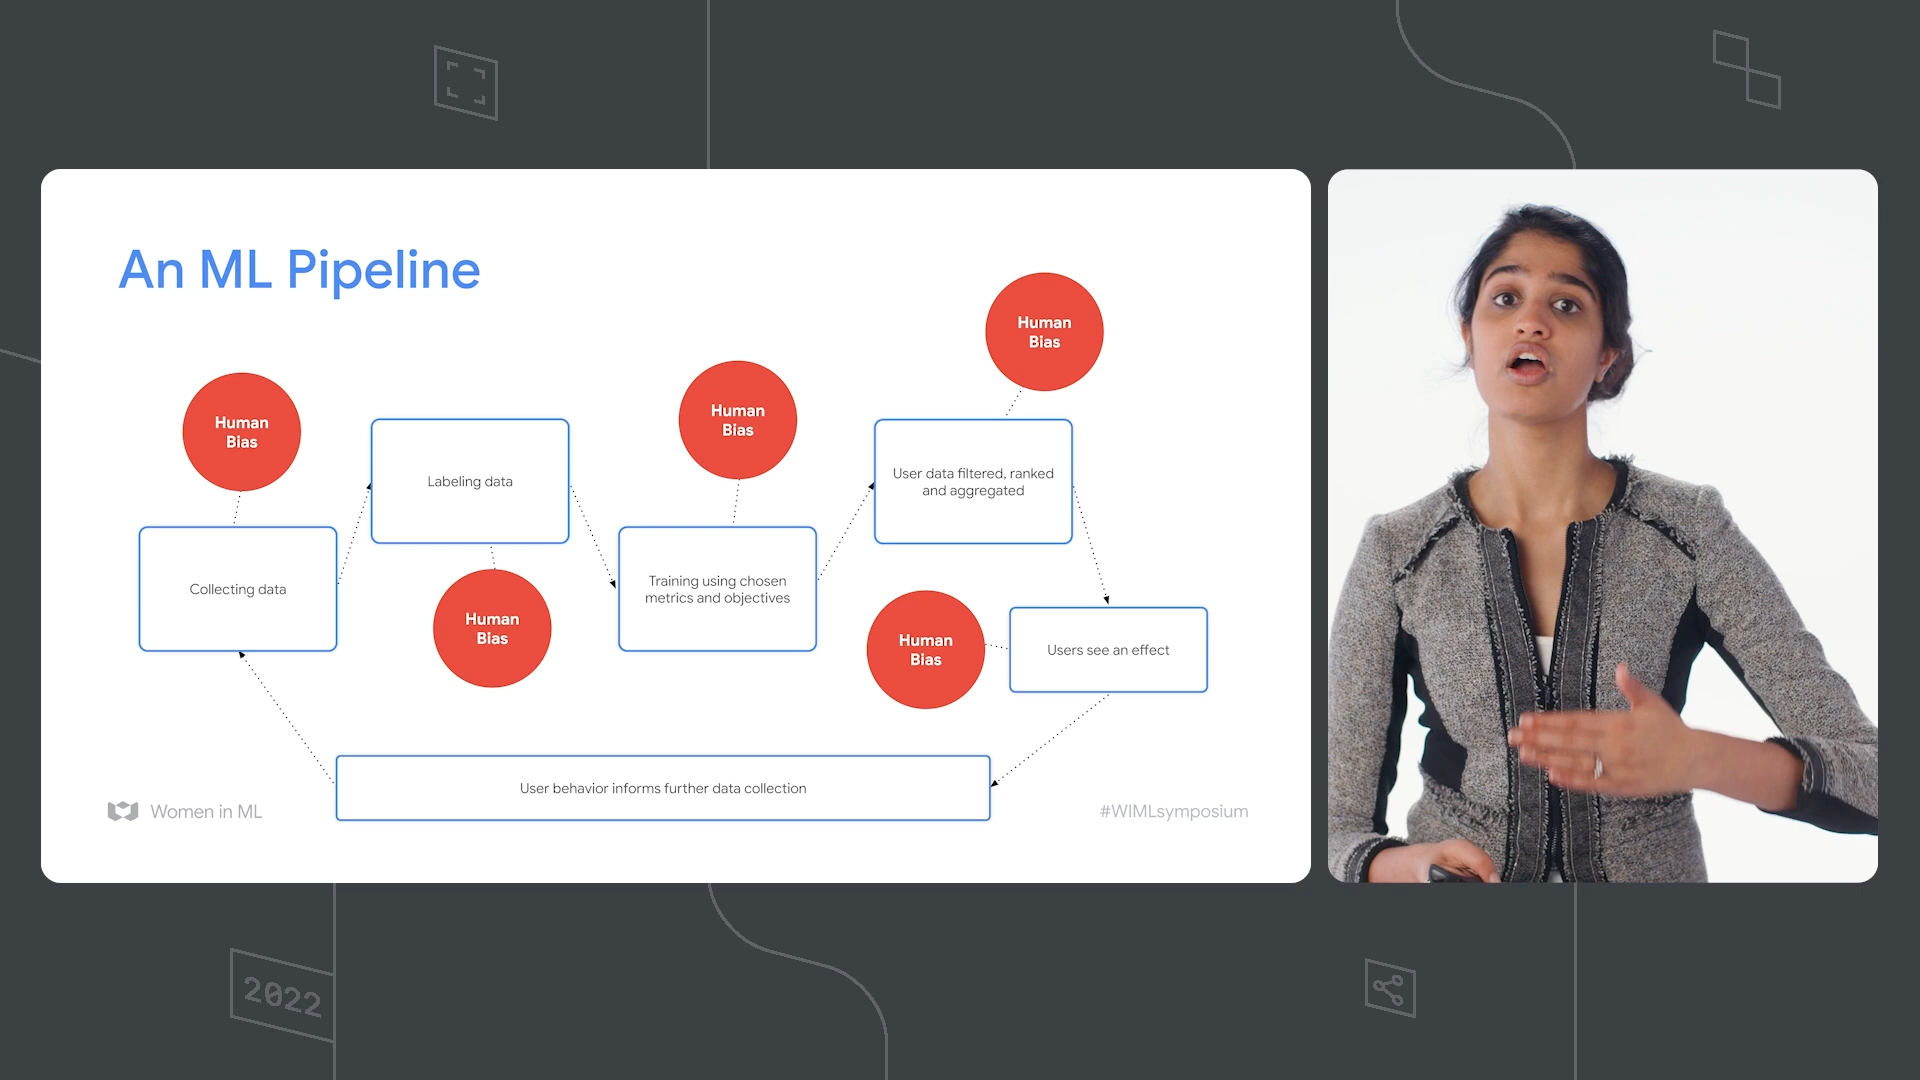 An ML Pipeline
Human
Bias
Human
Bias
Human
Bias
Labeling data
User data filtered, ranked
and aggregated
Collecting data
Training using chosen
metrics and objectives
Human
Bias
Human
Bias
Users see an effect
User behavior informs further data collection
Women in ML
#WIMLsymposium
2022